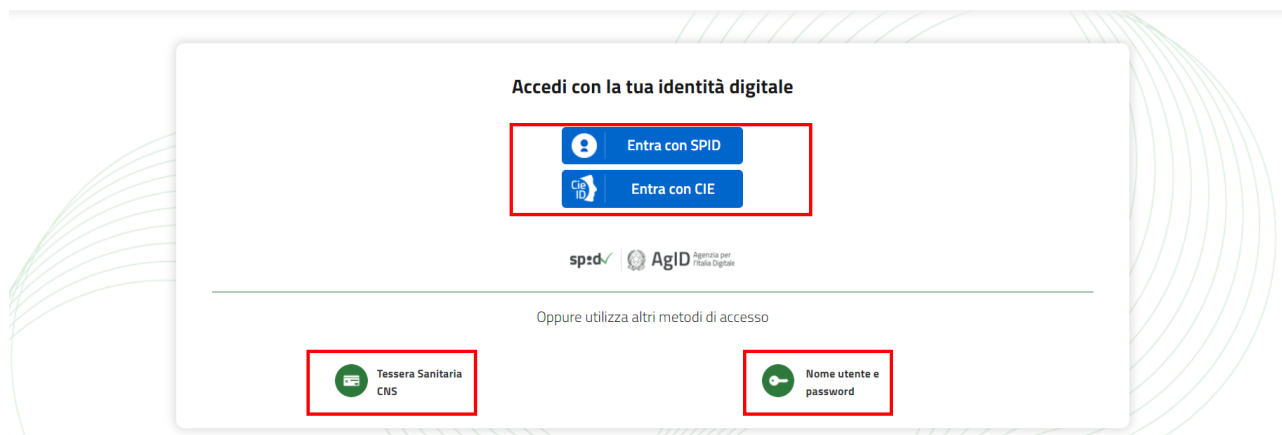 Accedi con la tua identità digitale
Entra con SPID
Cie
ID
Entra con CIE
sp:d
AgID
Agenzia per
l'Italia Digitale
Oppure utilizza altri metodi di accesso
Tessera Sanitaria
CNS
Nome utente e
password